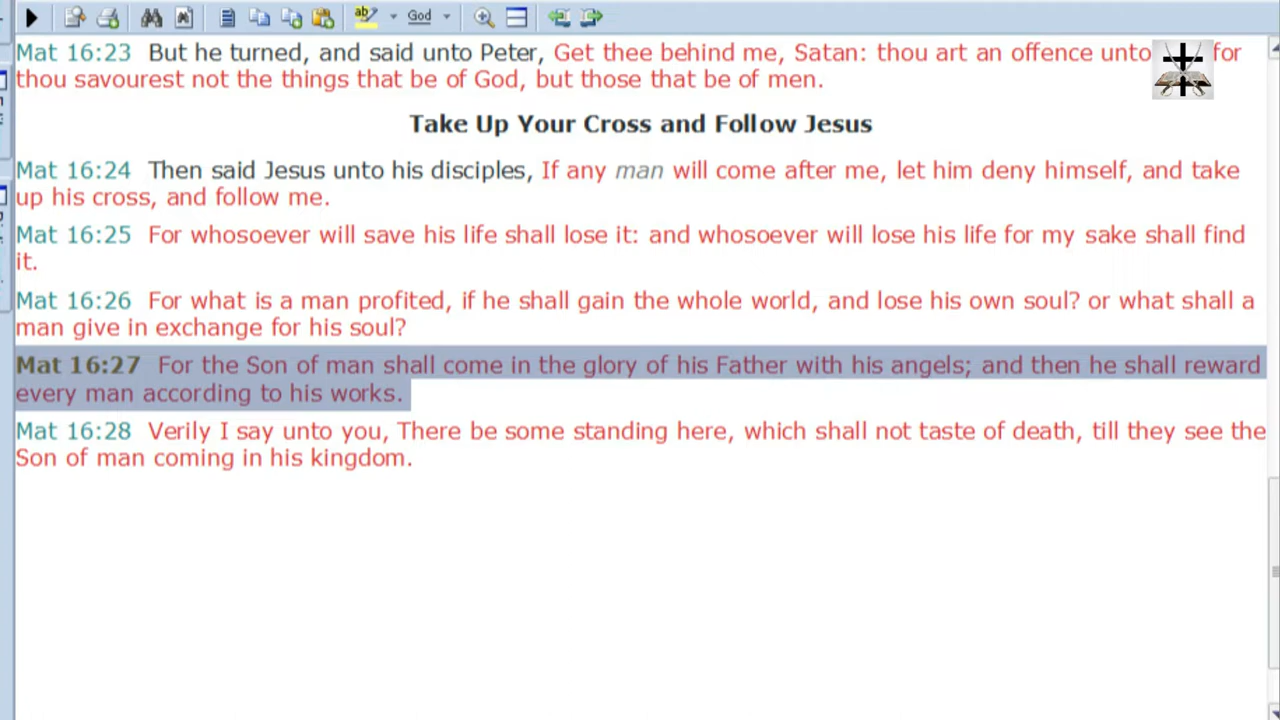 ab
God
Mat 16:23 But he turned, and said unto Peter, Get thee behind me, Satan: thou art an offence unto for
thou savourest not the things that be of God, but those that be of men.
Take Up Your Cross and Follow Jesus
Mat 16:24 Then said Jesus unto his disciples, If any man will come after me, let him deny himself, and take
up his cross, and follow me.
Mat 16:25 For whosoever will save his life shall lose it: and whosoever will lose his life for my sake shall find
it.
Mat 16:26 For what is a man profited, if he shall gain the whole world, and lose his own soul? or what shall a
man give in exchange for his soul?
Mat 16:27 For the Son of man shall come in the glory of his Father with his angels; and then he shall reward
every man according to his works.
Mat 16:28 Verily I say unto you, There be some standing here, which shall not taste of death, till they see the
Son of man coming in his kingdom.